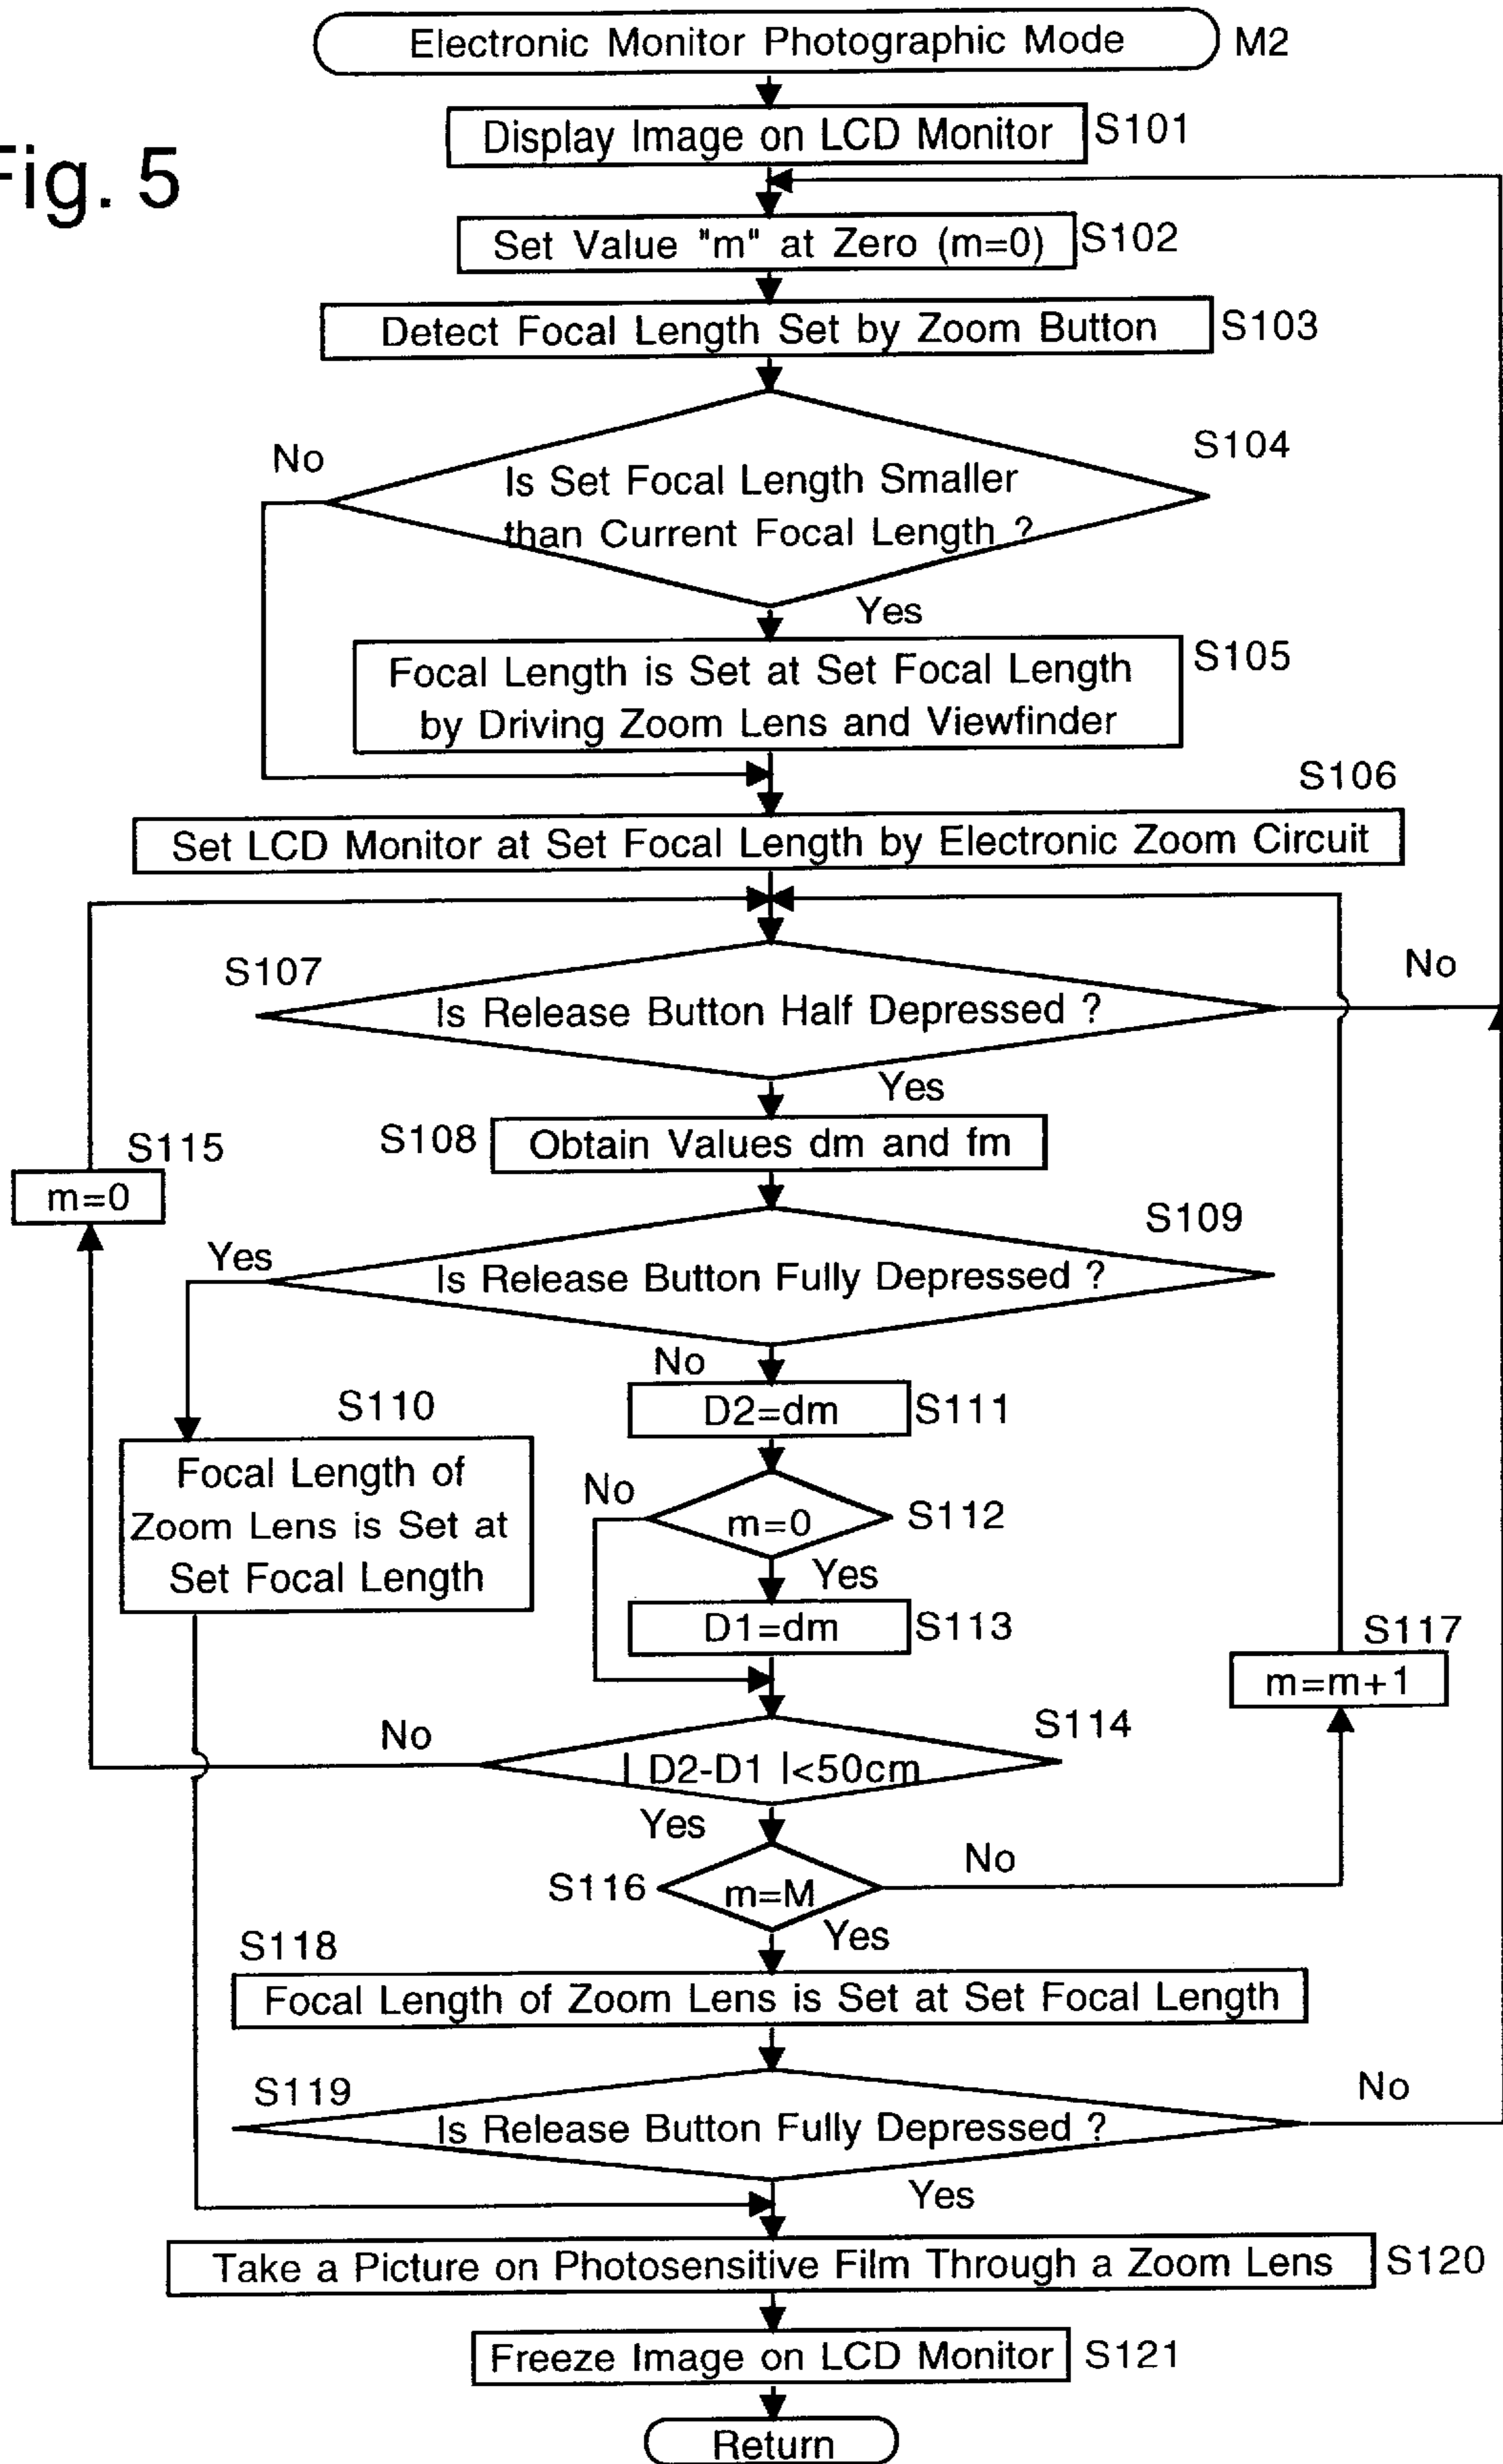 Electronic Monitor Photographic Mode M2
Display Image on LCD Monitor S101
Fig. 5
Set Value "m" at Zero (m=0) S102
Detect Focal Length Set by Zoom Button S103
No
S104
Is Set Focal Length Smaller
than Current Focal Length ?
Yes
S105
Focal Length is Set at Set Focal Length
by Driving Zoom Lens and Viewfinder
S106
Set LCD Monitor at Set Focal Length by Electronic Zoom Circuit
S107
No
Is Release Button Half Depressed ?
Yes
S108 Obtain Values dm and fm
S115
m=0
S109
Yes
Is Release Button Fully Depressed ?
No
S110
D2=dm S111
Focal Length of
Zoom Lens is Set at
Set Focal Length
No
m=0 S112
Yes
D1=dm S113
S117
m=m+1
S114
No
| D2-D1 |<50cm
Yes
No
S116 m=M
Yes
S118
Focal Length of Zoom Lens is Set at Set Focal Length
S119
No
Is Release Button Fully Depressed ?
Yes
Take a Picture on Photosensitive Film Through a Zoom Lens S120
Freeze Image on LCD Monitor S121
Return